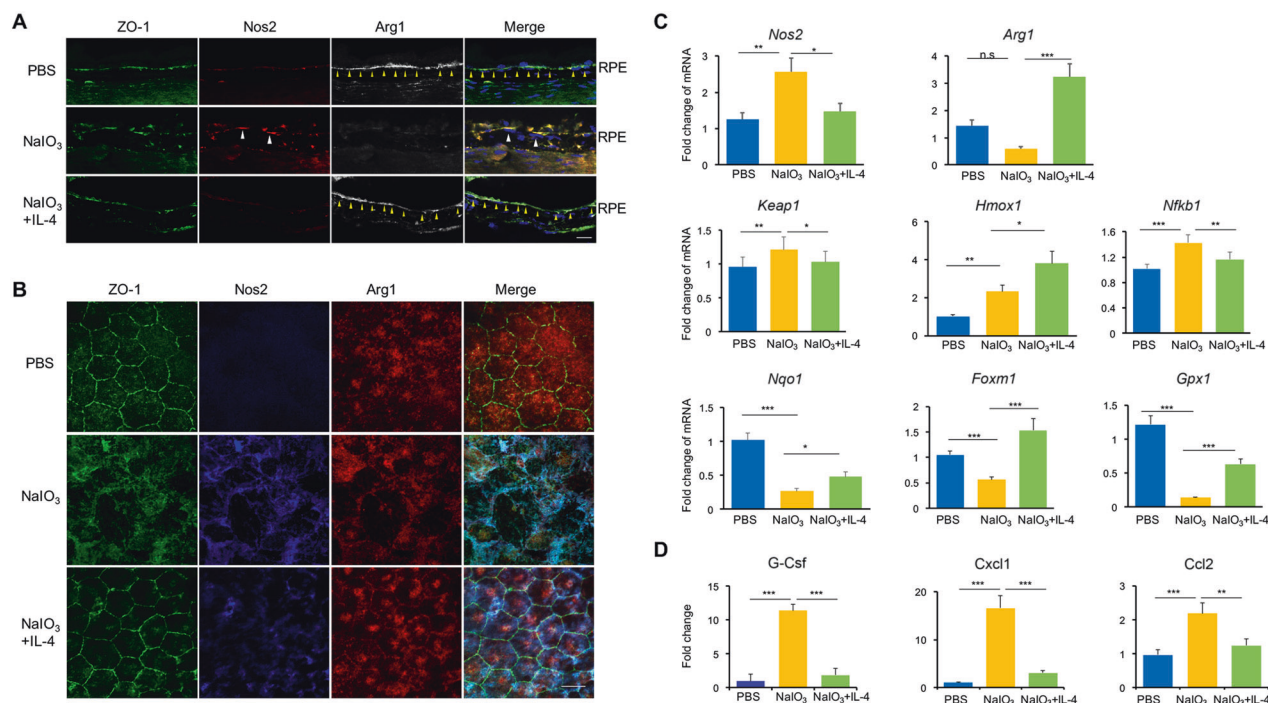 A
ZO-1 Nos2 Arg1 Merge
PBS RPE
NaIO₃ RPE
NaIO₃
+IL-4 RPE
B
ZO-1 Nos2 Arg1 Merge
PBS
NaIO₃
NaIO₃
+IL-4
C
Nos2
Fold change of mRNA
3
2
1
0
** *
PBS NaIO₃ NaIO₃+IL-4
Arg1
4
3
2
1
0
n.s ***
PBS NaIO₃ NaIO₃+IL-4
Keap1
Fold change of mRNA
1.5
1
0.5
0
** *
PBS NaIO₃ NaIO₃+IL-4
Hmox1
6
4
2
0
** *
PBS NaIO₃ NaIO₃+IL-4
Nfkb1
1.6
1.2
0.8
0.4
0
*** **
PBS NaIO₃ NaIO₃+IL-4
Nqo1
Fold change of mRNA
1.5
1
0.5
0
*** *
PBS NaIO₃ NaIO₃+IL-4
Foxm1
2
1.5
1
0.5
0
*** ***
PBS NaIO₃ NaIO₃+IL-4
Gpx1
1.5
1
0.5
0
*** ***
PBS NaIO₃ NaIO₃+IL-4
D
G-Csf
Fold change
15
10
5
0
*** ***
PBS NaIO₃ NaIO₃+IL-4
Cxcl1
20
10
0
*** ***
PBS NaIO₃ NaIO₃+IL-4
Ccl2
3
2
1
0
*** **
PBS NaIO₃ NaIO₃+IL-4